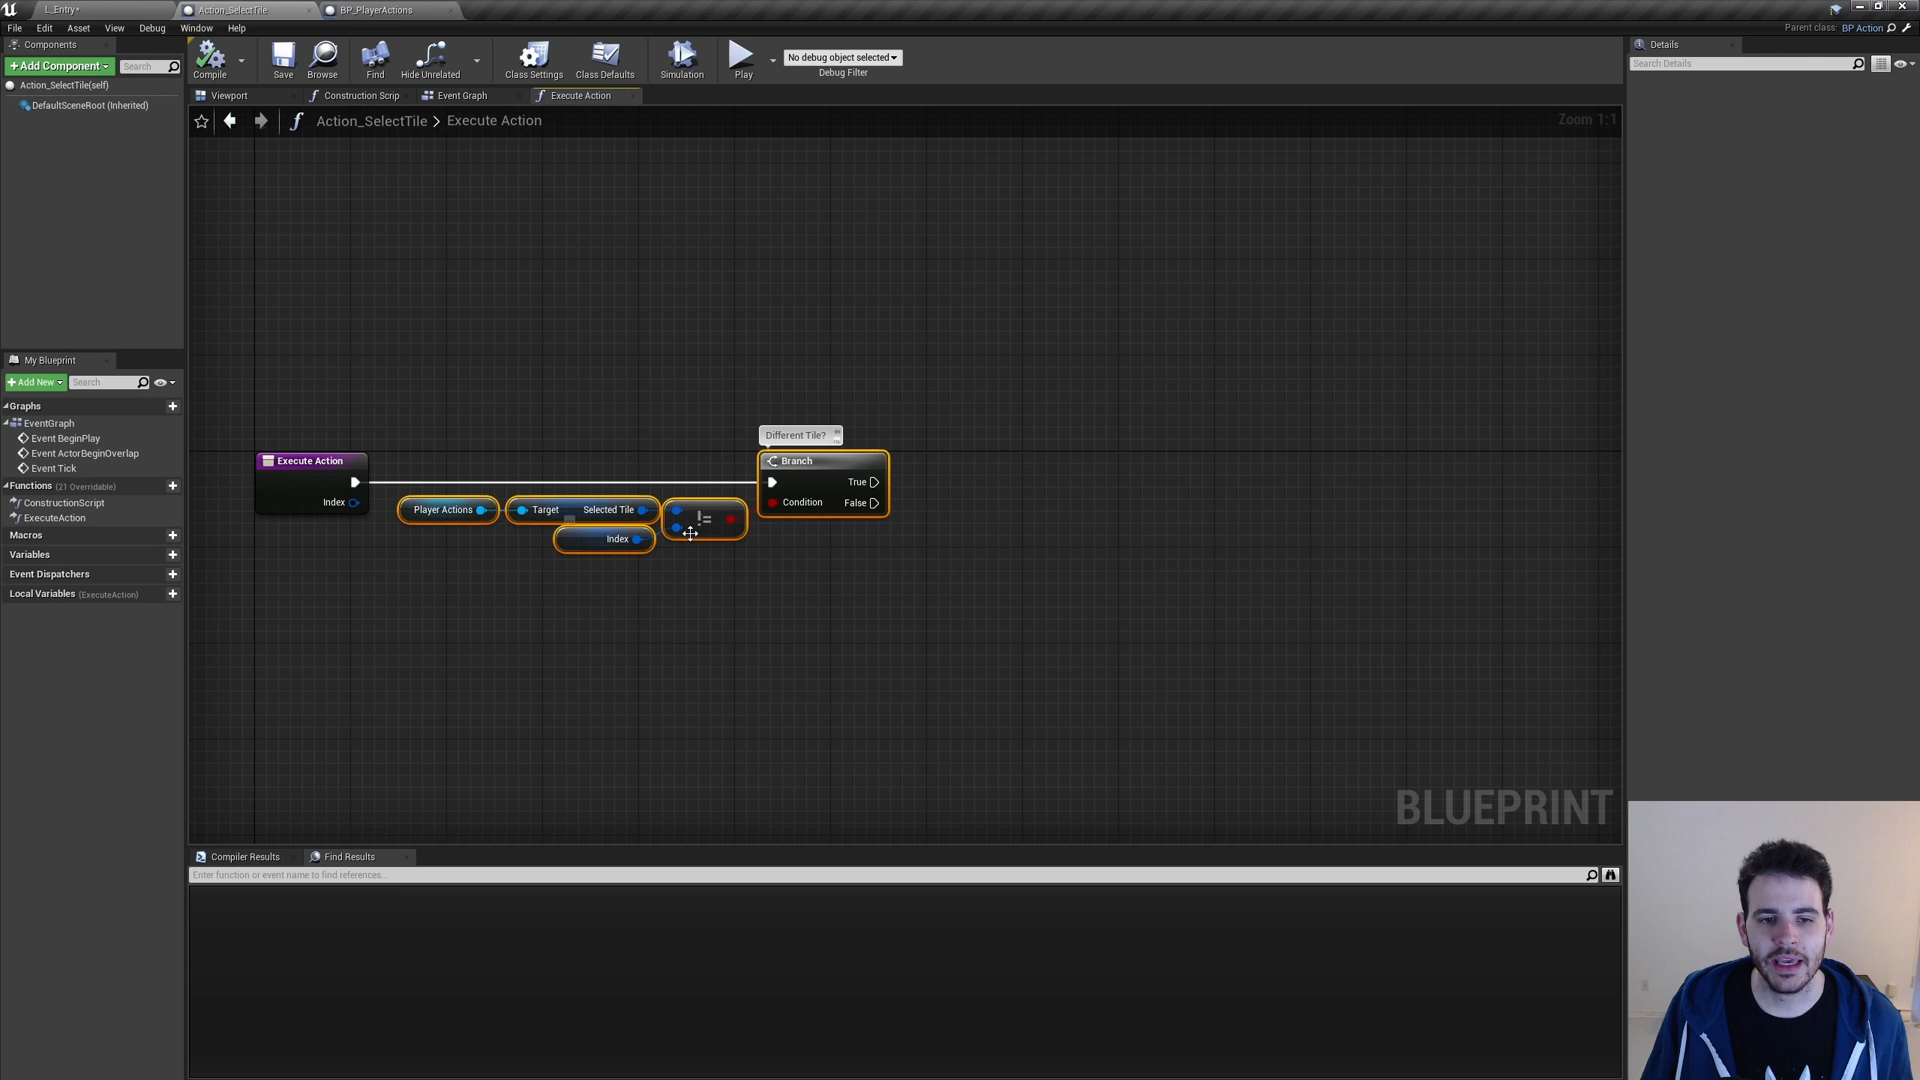 L_Entry*
Action_SelectTile
BP_PlayerActions
File Edit Asset View Debug Window Help
Parent class: BP Action
Components
+Add Component
Search
Action_SelectTile(self)
DefaultSceneRoot (Inherited)
Compile
Save
Browse
Find
Hide Unrelated
Class Settings
Class Defaults
Simulation
Play
No debug object selected
Debug Filter
Details
Search Details
Viewport
Construction Scrip
Event Graph
Execute Action
Action_SelectTile > Execute Action
Zoom 1:1
My Blueprint
+Add New
Search
Graphs
EventGraph
Event BeginPlay
Event ActorBeginOverlap
Event Tick
Functions (21 Overridable)
ConstructionScript
ExecuteAction
Macros
Variables
Event Dispatchers
Local Variables (ExecuteAction)
Different Tile?
Execute Action
Index
Player Actions
Target Selected Tile
Index
!=
Branch
True
Condition False
BLUEPRINT
Compiler Results
Find Results
Enter function or event name to find references...